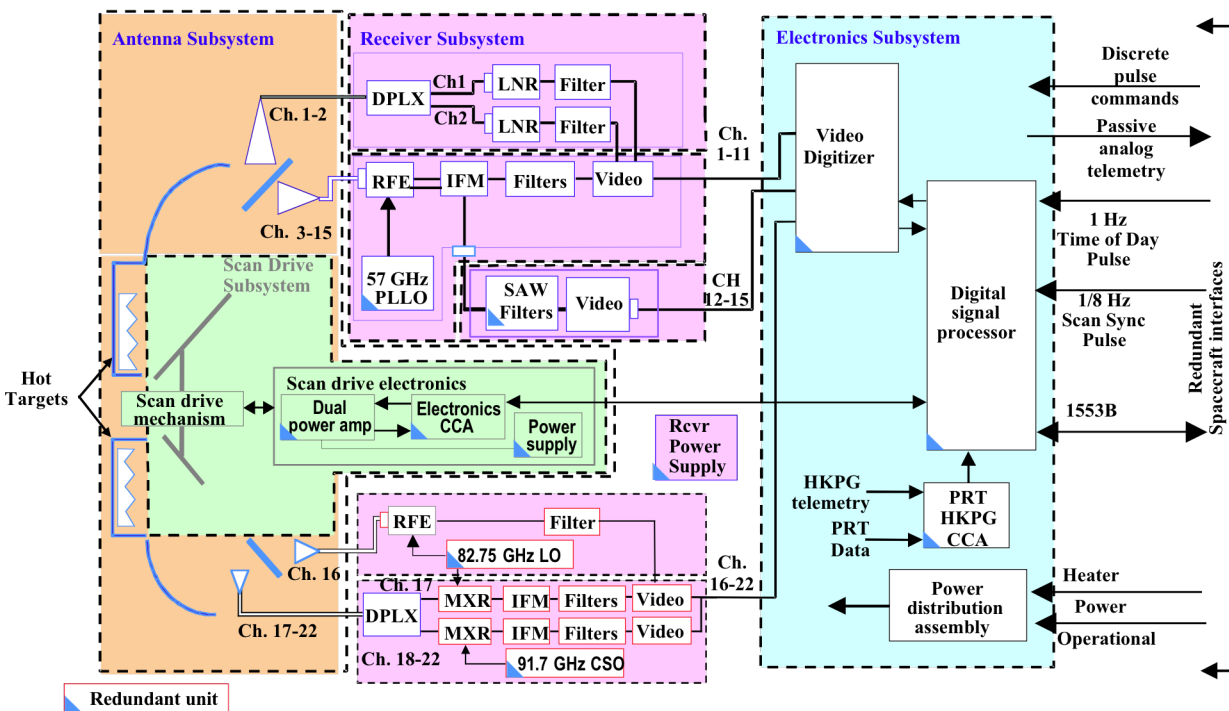 Antenna Subsystem
Receiver Subsystem
Electronics Subsystem
Ch. 1-2
DPLX
Ch1
LNR
Filter
Ch2
LNR
Filter
Ch. 3-15
RFE
IFM
Filters
Video
57 GHz
PLLO
SAW
Filters
Video
Ch.
1-11
CH
12-15
Video
Digitizer
Digital
signal
processor
Discrete
pulse
commands
Passive
analog
telemetry
1 Hz
Time of Day
Pulse
1/8 Hz
Scan Sync
Pulse
1553B
Redundant
Spacecraft interfaces
Scan Drive
Subsystem
Hot
Targets
Scan drive
mechanism
Scan drive electronics
Dual
power amp
Electronics
CCA
Power
supply
Rcvr
Power
Supply
HKPG
telemetry
PRT
Data
PRT
HKPG
CCA
Power
distribution
assembly
Heater
Power
Operational
Ch. 16
RFE
Filter
82.75 GHz LO
Ch.
16-22
Ch. 17-22
DPLX
Ch. 17
MXR
IFM
Filters
Video
MXR
IFM
Filters
Video
Ch. 18-22
91.7 GHz CSO
Redundant unit